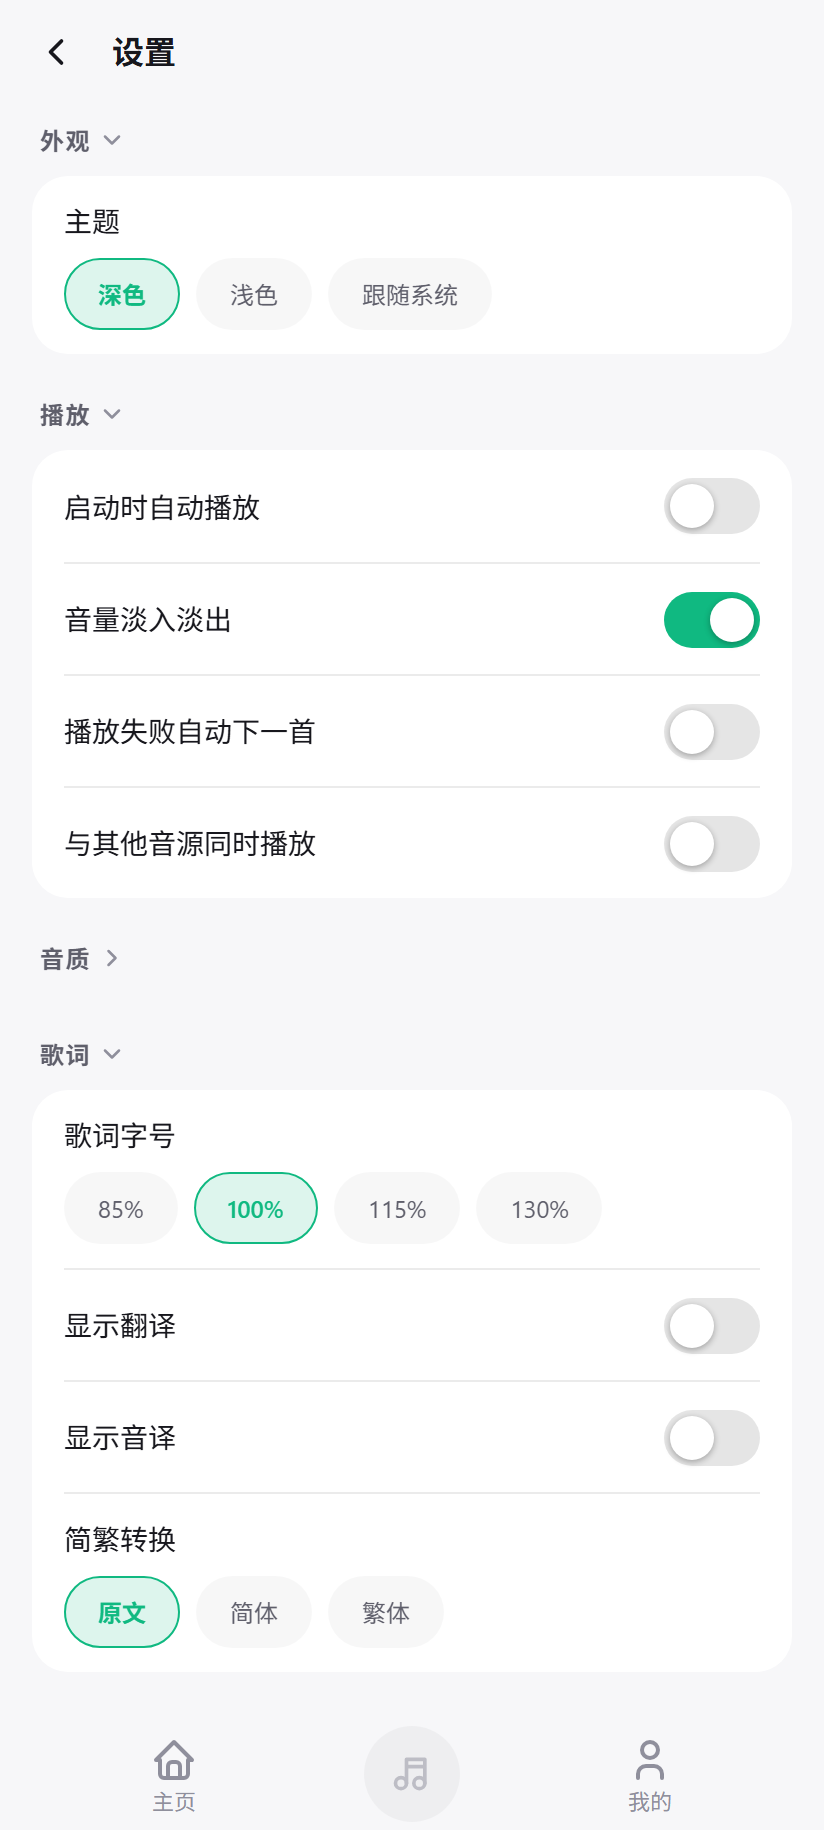 设置
外观
主题
深色 浅色 跟随系统
播放
启动时自动播放
音量淡入淡出
播放失败自动下一首
与其他音源同时播放
音质
歌词
歌词字号
85% 100% 115% 130%
显示翻译
显示音译
简繁转换
原文 简体 繁体
主页 我的